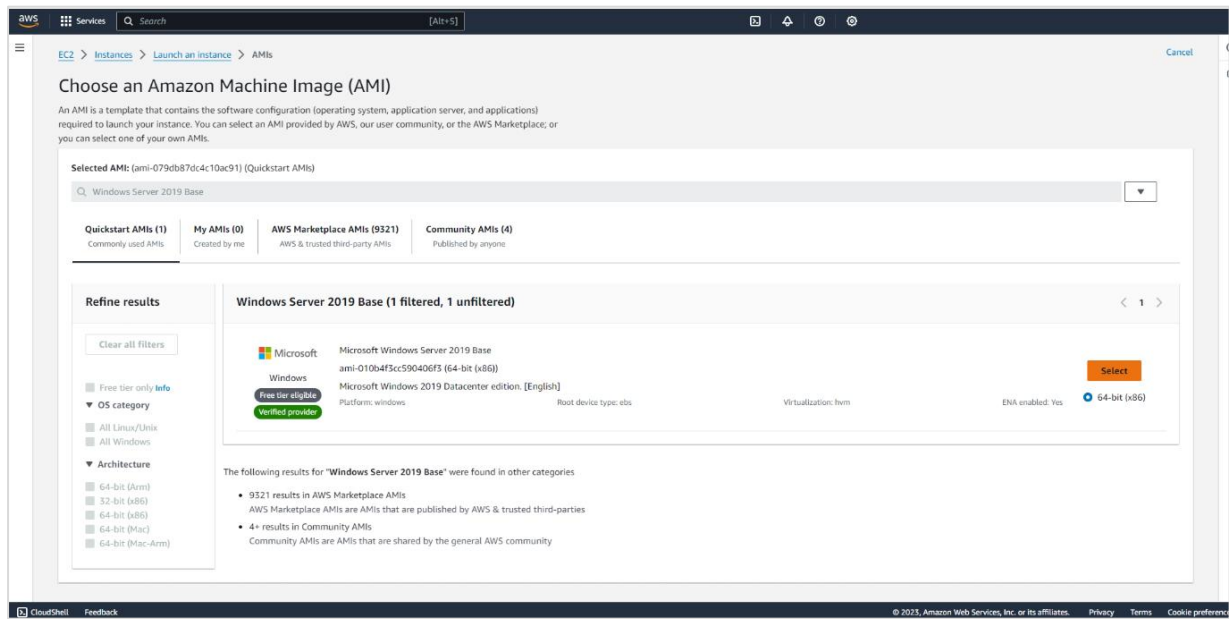 aws
Services
Search
[Alt+S]
EC2 > Instances > Launch an instance > AMIs
Cancel
Choose an Amazon Machine Image (AMI)
An AMI is a template that contains the software configuration (operating system, application server, and applications)
required to launch your instance. You can select an AMI provided by AWS, our user community, or the AWS Marketplace; or
you can select one of your own AMIs.
Selected AMI: (ami-079db87dc4c10ac91) (Quickstart AMIs)
Windows Server 2019 Base
Quickstart AMIs (1)
Commonly used AMIs
My AMIs (0)
Created by me
AWS Marketplace AMIs (9321)
AWS & trusted third-party AMIs
Community AMIs (4)
Published by anyone
Refine results
Clear all filters
Free tier only Info
OS category
All Linux/Unix
All Windows
Architecture
64-bit (Arm)
32-bit (x86)
64-bit (x86)
64-bit (Mac)
64-bit (Mac-Arm)
Windows Server 2019 Base (1 filtered, 1 unfiltered)
< 1 >
Microsoft
Windows
Free tier eligible
Verified provider
Microsoft Windows Server 2019 Base
ami-010b4f3cc590406f3 (64-bit (x86))
Microsoft Windows 2019 Datacenter edition. [English]
Platform: windows
Root device type: ebs
Virtualization: hvm
ENA enabled: Yes
Select
64-bit (x86)
The following results for "Windows Server 2019 Base" were found in other categories
• 9321 results in AWS Marketplace AMIs
AWS Marketplace AMIs are AMIs that are published by AWS & trusted third-parties
• 4+ results in Community AMIs
Community AMIs are AMIs that are shared by the general AWS community
CloudShell
Feedback
© 2023, Amazon Web Services, Inc. or its affiliates.
Privacy
Terms
Cookie